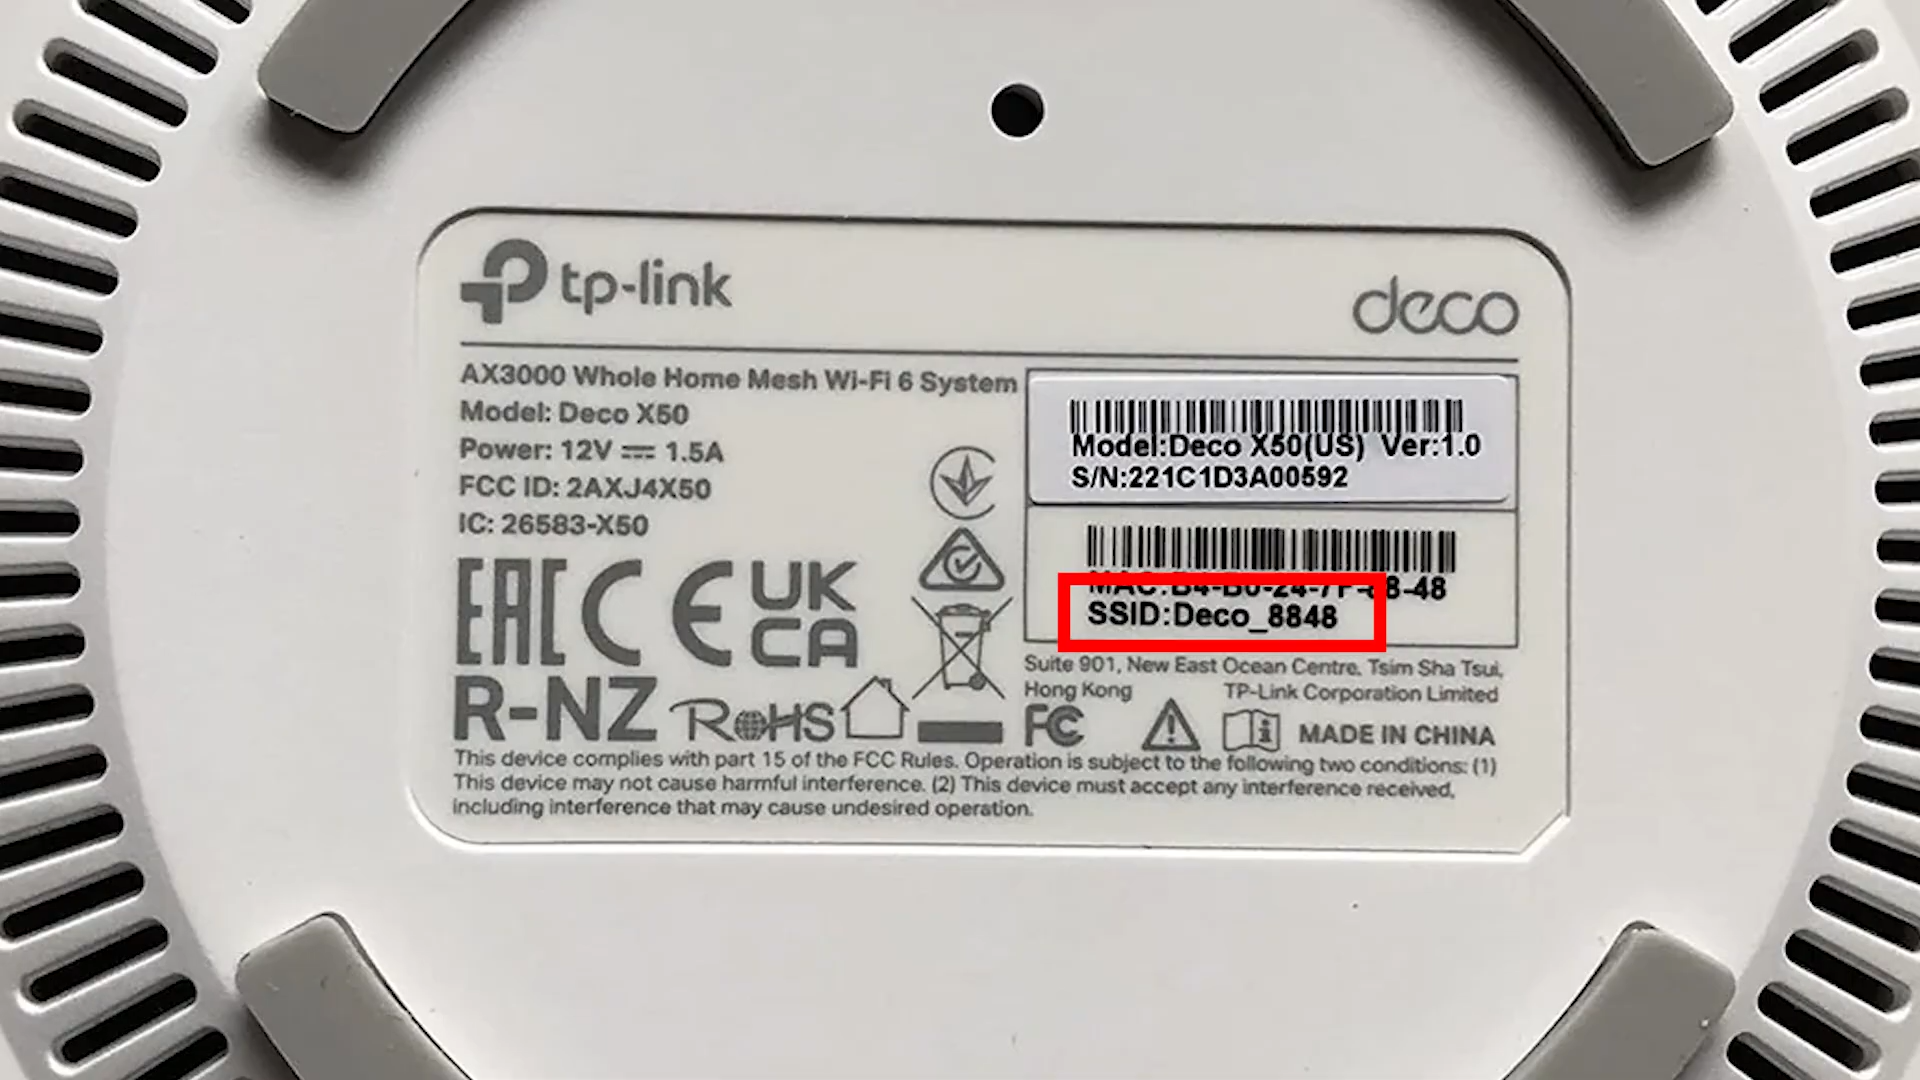 tp-link
deco
AX3000 Whole Home Mesh Wi-Fi 6 System
Model: Deco X50
Power: 12V ⎓ 1.5A
FCC ID: 2AXJ4X50
IC: 26583-X50
Model:Deco X50(US) Ver:1.0
S/N:221C1D3A00592
MAC:B4-B0-24-7F-88-48
SSID:Deco_8848
EAC CE UK
CA
R-NZ RoHS
Suite 901, New East Ocean Centre, Tsim Sha Tsui,
Hong Kong TP-Link Corporation Limited
FC MADE IN CHINA
This device complies with part 15 of the FCC Rules. Operation is subject to the following two conditions: (1)
This device may not cause harmful interference. (2) This device must accept any interference received,
including interference that may cause undesired operation.